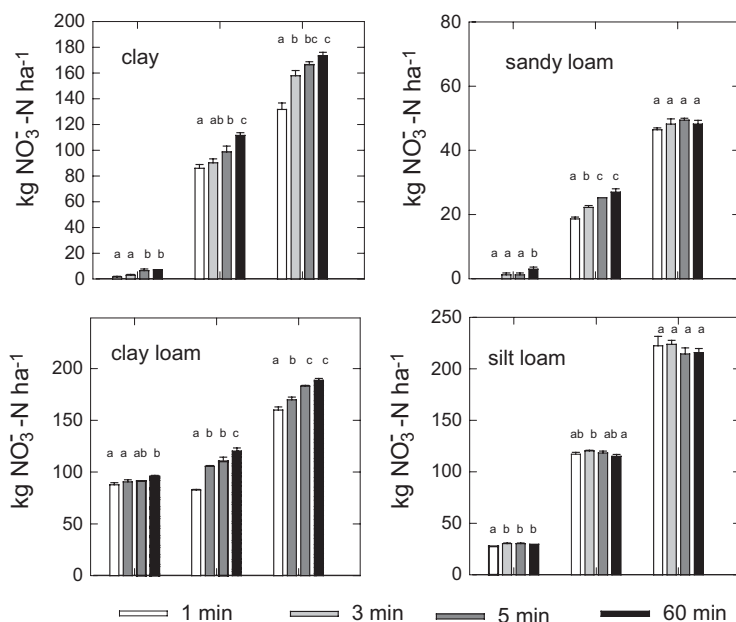 200
180
160
140
120
100
80
60
40
20
0
kg NO₃⁻-N ha⁻¹
clay
a a b b
a ab b c
a b bc c
80
60
40
20
0
kg NO₃⁻-N ha⁻¹
sandy loam
a a a b
a b c c
a a a a
200
150
100
50
0
kg NO₃⁻-N ha⁻¹
clay loam
a a ab b
a b b c
a b c c
250
200
150
100
50
0
kg NO₃⁻-N ha⁻¹
silt loam
a b b b
ab b ab a
a a a a
1 min 3 min 5 min 60 min